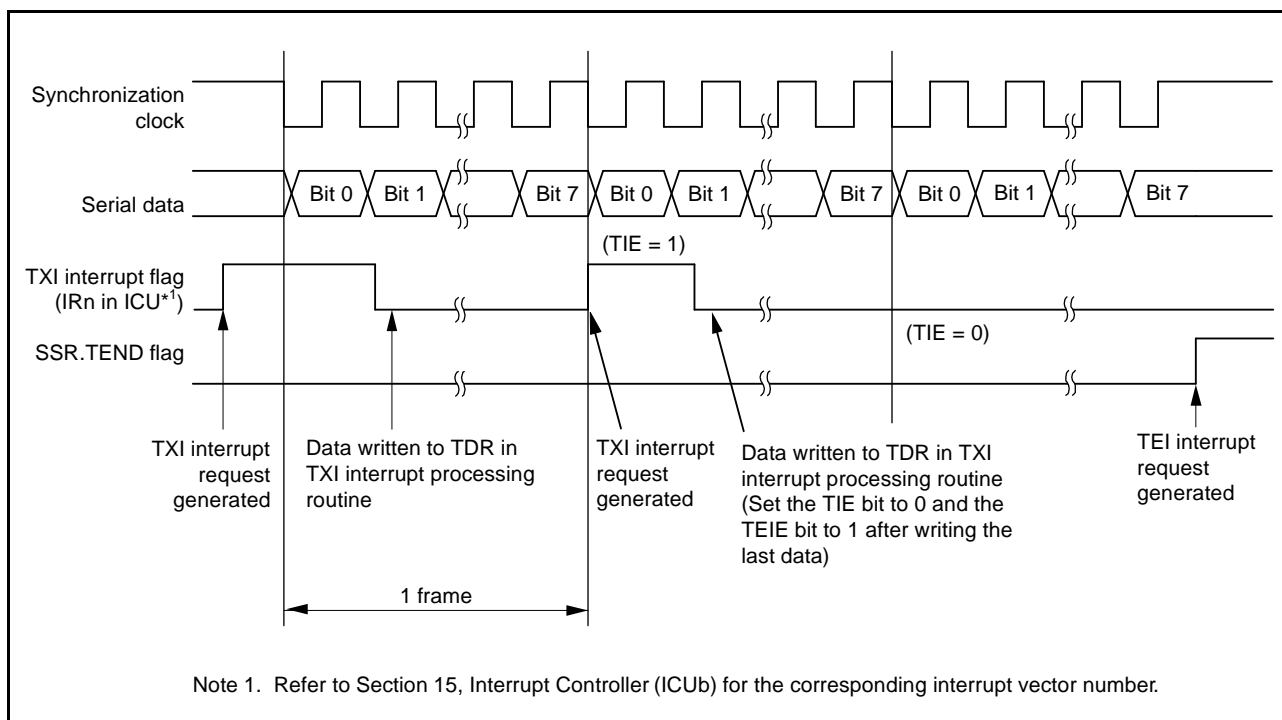 Synchronization
clock
Serial data
Bit 0
Bit 1
Bit 7
Bit 0
Bit 1
Bit 7
Bit 0
Bit 1
Bit 7
(TIE = 1)
TXI interrupt flag
(IRn in ICU*1)
(TIE = 0)
SSR.TEND flag
TXI interrupt
request
generated
Data written to TDR in
TXI interrupt processing
routine
TXI interrupt
request
generated
Data written to TDR in TXI
interrupt processing routine
(Set the TIE bit to 0 and the
TEIE bit to 1 after writing the
last data)
TEI interrupt
request
generated
1 frame
Note 1. Refer to Section 15, Interrupt Controller (ICUb) for the corresponding interrupt vector number.